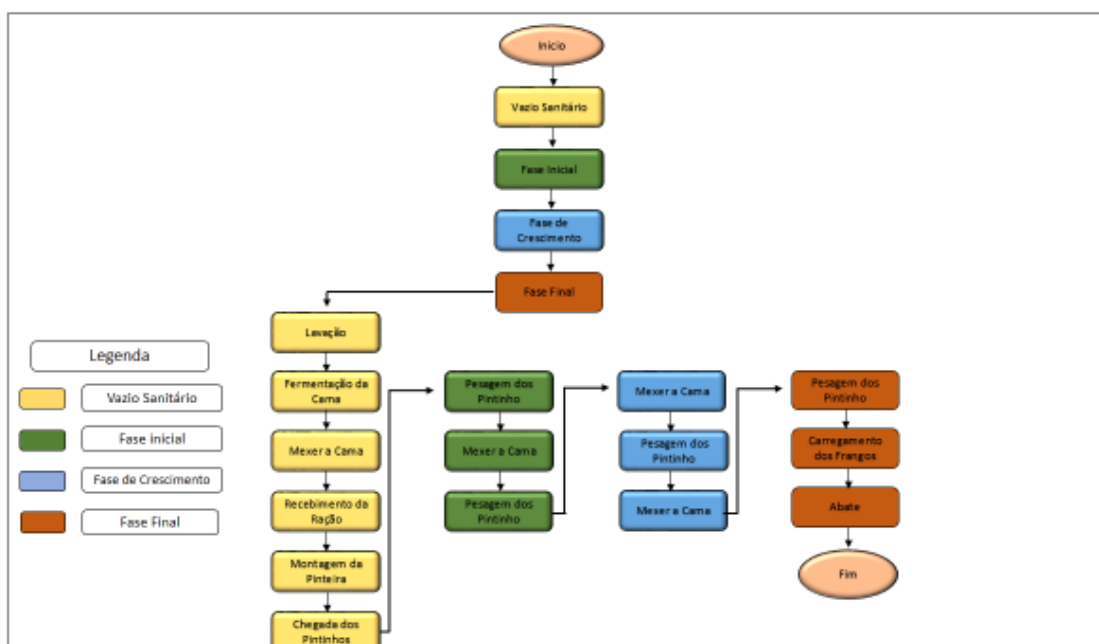 Início
Vazio Sanitário
Fase Inicial
Fase de
Crescimento
Fase Final
Lavação
Fermentação da
Cama
Mexer a Cama
Recebimento da
Ração
Montagem da
Pinteira
Chegada dos
Pintinhos
Pesagem dos
Pintinho
Mexer a Cama
Pesagem dos
Pintinho
Mexer a Cama
Pesagem dos
Pintinho
Mexer a Cama
Pesagem dos
Pintinho
Carregamento
dos Frangos
Abate
Fim
Legenda
Vazio Sanitário
Fase inicial
Fase de Crescimento
Fase Final